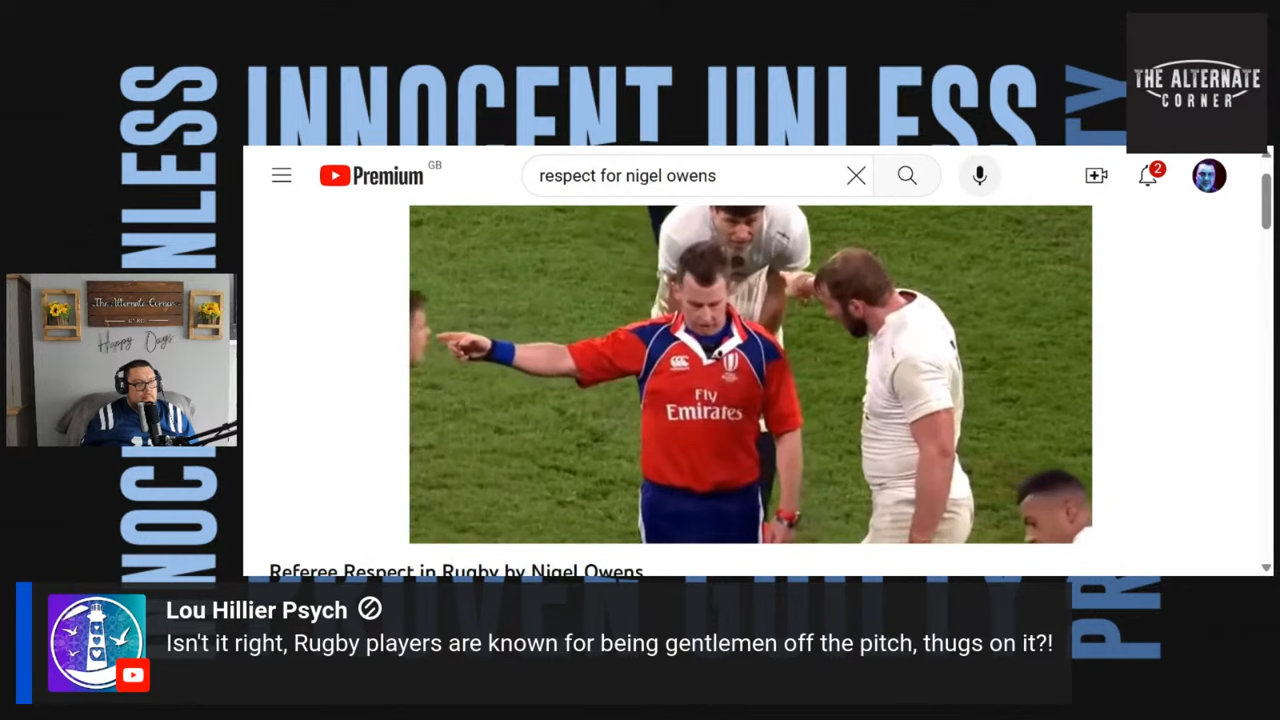 INNOCENT UNLESS
THE ALTERNATE
CORNER
Premium
GB
respect for nigel owens
2
The Alternate Corner
Happy Days
Fly
Emirates
Referee Respect in Rugby by Nigel Owens
Lou Hillier Psych
Isn't it right, Rugby players are known for being gentlemen off the pitch, thugs on it?!